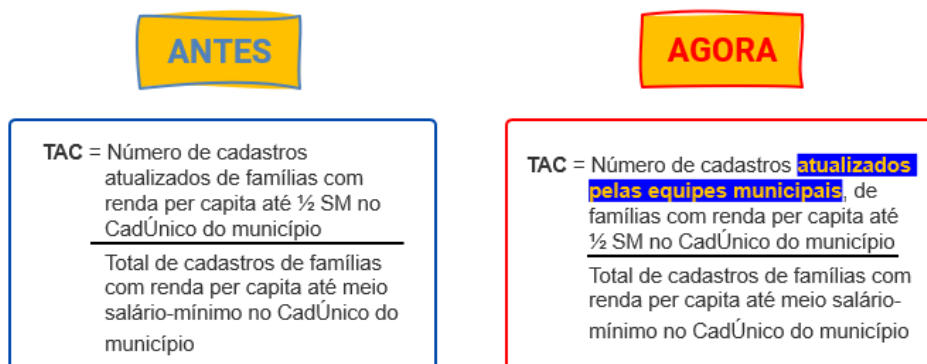 ANTES
TAC = Número de cadastros
atualizados de famílias com
renda per capita até ½ SM no
CadÚnico do município
Total de cadastros de famílias
com renda per capita até meio
salário-mínimo no CadÚnico do
município
AGORA
TAC = Número de cadastros atualizados
pelas equipes municipais, de
famílias com renda per capita até
½ SM no CadÚnico do município
Total de cadastros de famílias com
renda per capita até meio salário-
mínimo no CadÚnico do município